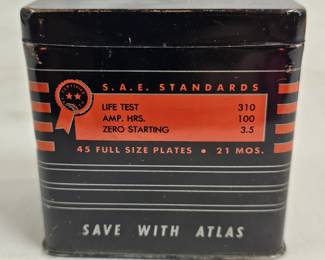 S.A.E. STANDARDS
LIFE TEST 310
AMP. HRS. 100
ZERO STARTING 3.5
45 FULL SIZE PLATES • 21 MOS.
SAVE WITH ATLAS